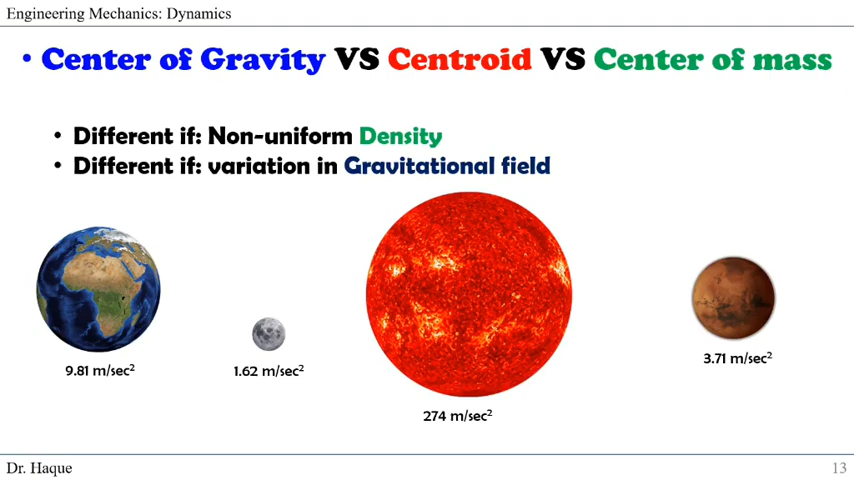 Engineering Mechanics: Dynamics
• Center of Gravity VS Centroid VS Center of mass
• Different if: Non-uniform Density
• Different if: variation in Gravitational field
9.81 m/sec²
1.62 m/sec²
274 m/sec²
3.71 m/sec²
Dr. Haque
13